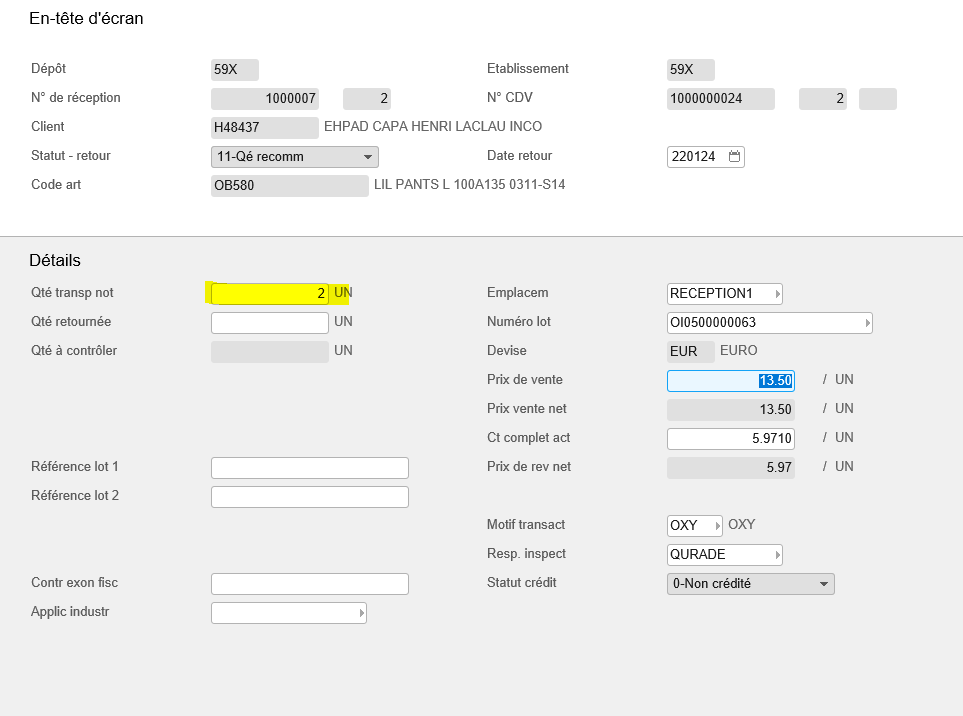 En-tête d'écran
Dépôt 59X Etablissement 59X
N° de réception 1000007 2 N° CDV 1000000024 2
Client H48437 EHPAD CAPA HENRI LACLAU INCO
Statut - retour 11-Qé recomm Date retour 220124
Code art OB580 LIL PANTS L 100A135 0311-S14
Détails
Qté transp not 2 UN Emplacem RECEPTION1
Qté retournée UN Numéro lot OI0500000063
Qté à contrôler UN Devise EUR EURO
Prix de vente 13.50 / UN
Prix vente net 13.50 / UN
Ct complet act 5.9710 / UN
Référence lot 1 Prix de rev net 5.97 / UN
Référence lot 2
Motif transact OXY OXY
Resp. inspect QURADE
Contr exon fisc Statut crédit 0-Non crédité
Applic industr